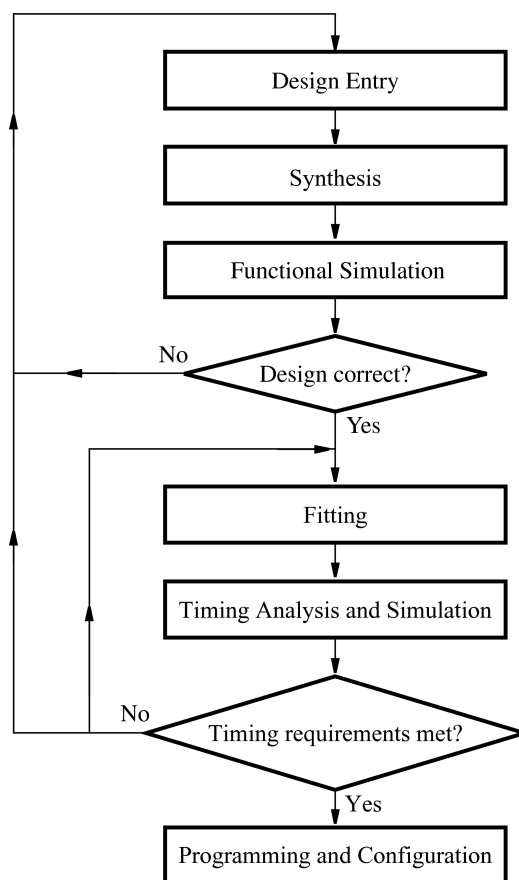 Design Entry
Synthesis
Functional Simulation
No
Design correct?
Yes
Fitting
Timing Analysis and Simulation
No
Timing requirements met?
Yes
Programming and Configuration